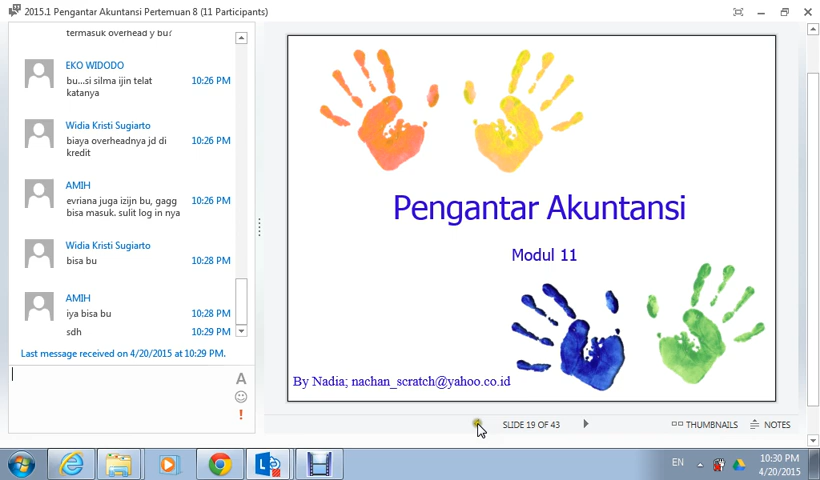 2015.1 Pengantar Akuntansi Pertemuan 8 (11 Participants)
termasuk overhead y bu?
EKO WIDODO
bu...si silma ijin telat
katanya
10:26 PM
Widia Kristi Sugiarto
biaya overheadnya jd di
kredit
10:26 PM
AMIH
evriana juga izijn bu, gagg
bisa masuk. sulit log in nya
10:26 PM
Widia Kristi Sugiarto
bisa bu
10:28 PM
AMIH
iya bisa bu
10:28 PM
sdh
10:29 PM
Last message received on 4/20/2015 at 10:29 PM.
A
!
Pengantar Akuntansi
Modul 11
By Nadia; nachan_scratch@yahoo.co.id
SLIDE 19 OF 43
THUMBNAILS
NOTES
EN
10:30 PM
4/20/2015